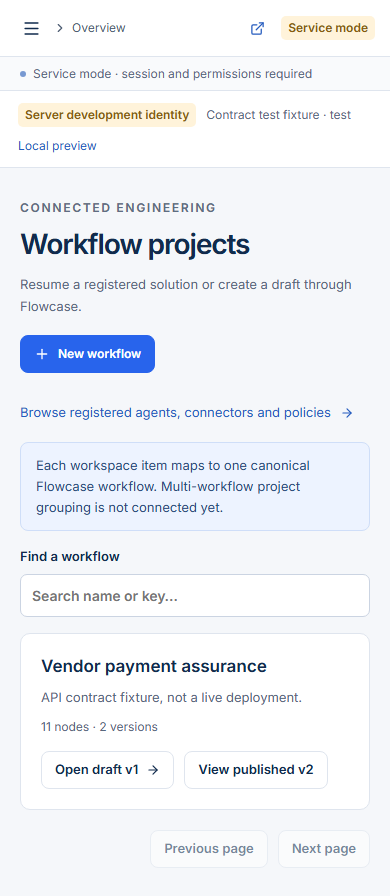 Overview
Service mode
Service mode · session and permissions required
Server development identity
Contract test fixture · test
Local preview
CONNECTED ENGINEERING
Workflow projects
Resume a registered solution or create a draft through
Flowcase.
New workflow
Browse registered agents, connectors and policies
Each workspace item maps to one canonical
Flowcase workflow. Multi-workflow project
grouping is not connected yet.
Find a workflow
Search name or key...
Vendor payment assurance
API contract fixture, not a live deployment.
11 nodes · 2 versions
Open draft v1
View published v2
Previous page
Next page